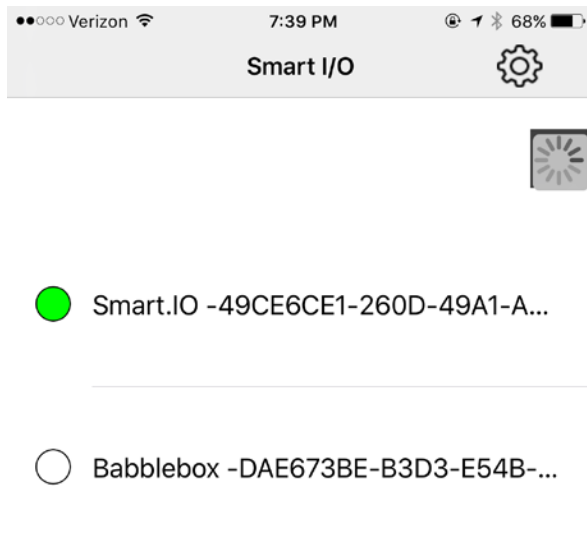 Verizon 7:39 PM 68%
Smart I/O
Smart.IO -49CE6CE1-260D-49A1-A...
Babblebox -DAE673BE-B3D3-E54B-...